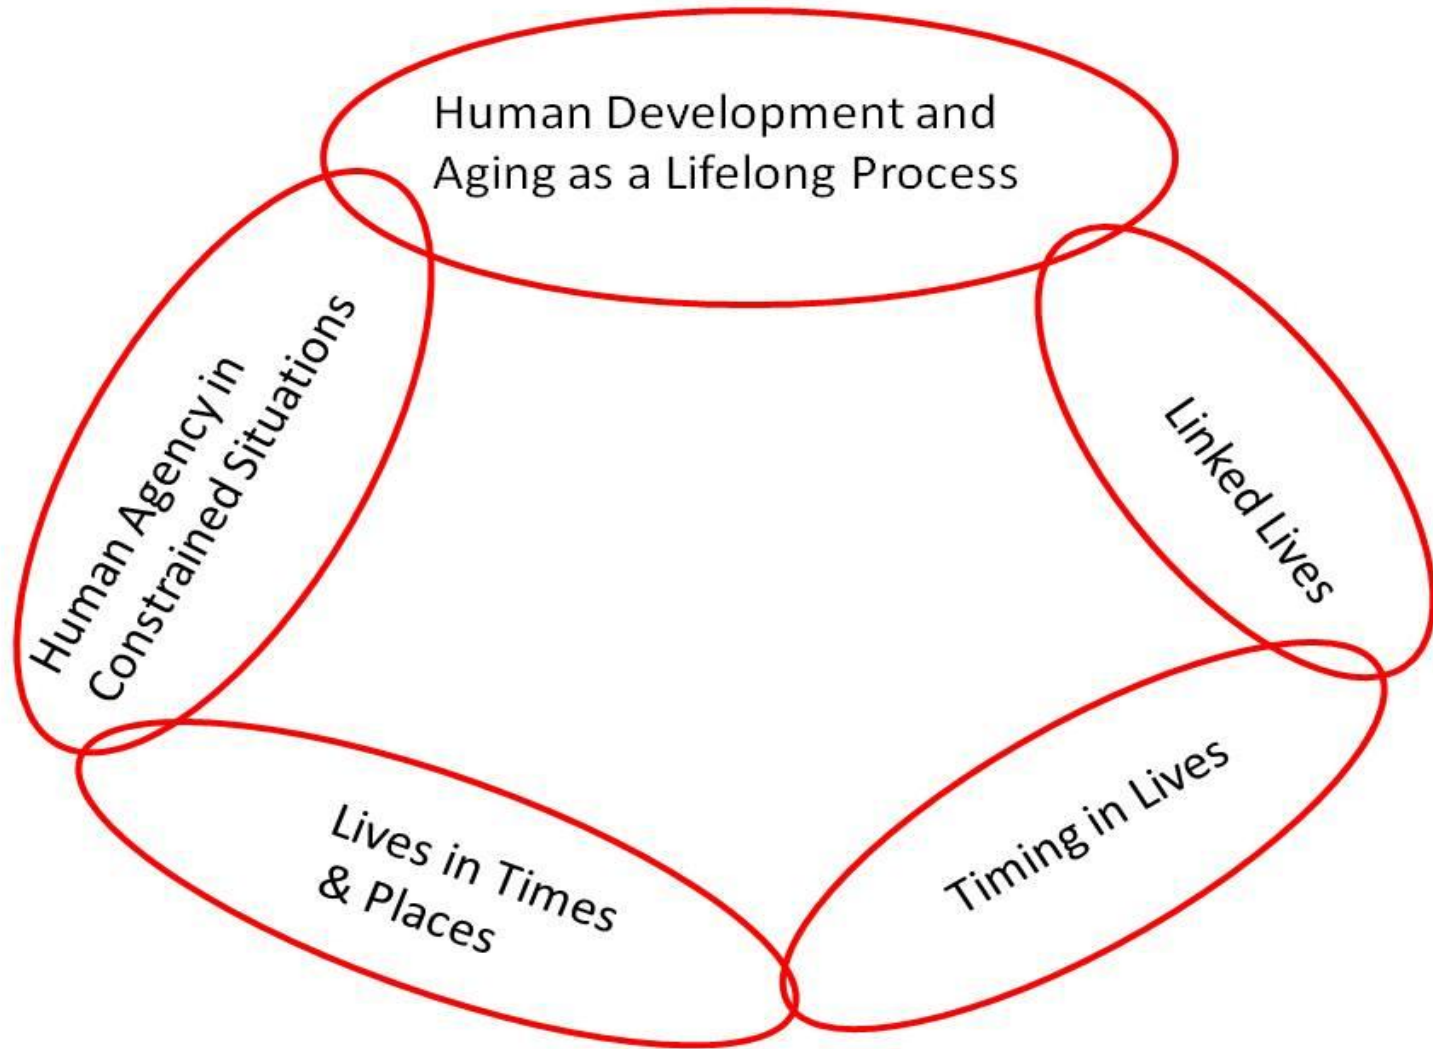 Human Development and
Aging as a Lifelong Process
Human Agency in
Constrained Situations
Linked Lives
Lives in Times
& Places
Timing in Lives